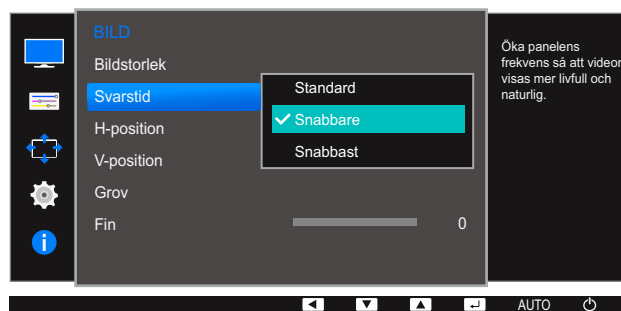 BILD
Bildstorlek
Svarstid
H-position
V-position
Grov
Fin
0
Standard
Snabbare
Snabbast
Öka panelens
frekvens så att videor
visas mer livfull och
naturlig.
AUTO